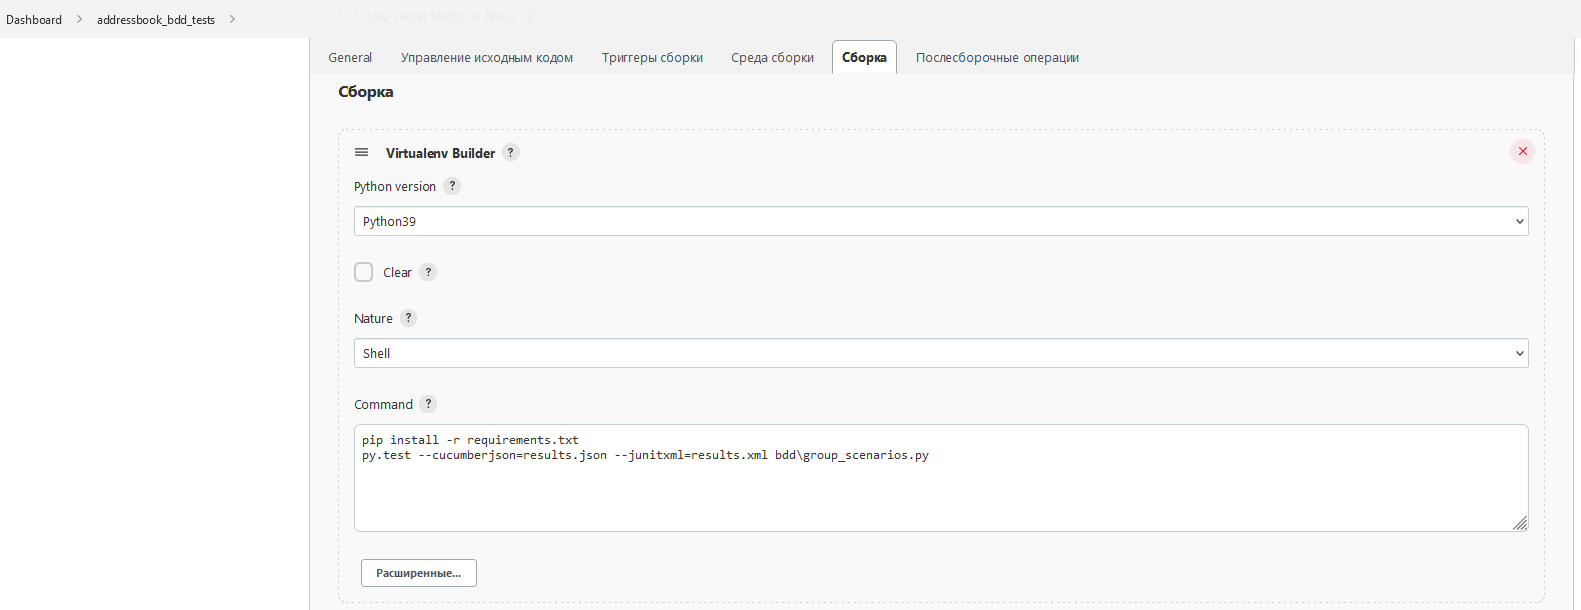 Dashboard > addressbook_bdd_tests >
Use secret text(s) or file(s) ?
General Управление исходным кодом Триггеры сборки Среда сборки Сборка Послесборочные операции
Сборка
Virtualenv Builder ?
Python version ?
Python39
Clear ?
Nature ?
Shell
Command ?
pip install -r requirements.txt
py.test --cucumberjson=results.json --junitxml=results.xml bdd\group_scenarios.py
Расширенные...